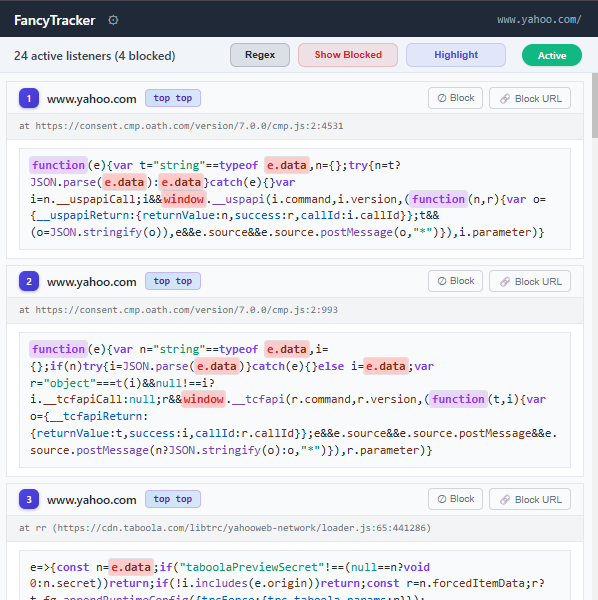 FancyTracker ⚙ www.yahoo.com/
24 active listeners (4 blocked) Regex Show Blocked Highlight Active
1 www.yahoo.com top top Block Block URL
at https://consent.cmp.oath.com/version/7.0.0/cmp.js:2:4531
function(e){var t="string"==typeof e.data,n={};try{n=t?
JSON.parse(e.data):e.data}catch(e){}var
i=n.__uspapiCall;i&&window.__uspapi(i.command,i.version,(function(n,r){var o=
{__uspapiReturn:{returnValue:n,success:r,callId:i.callId}};t&&
(o=JSON.stringify(o)),e&&e.source&&e.source.postMessage(o,"*")}),i.parameter)}
2 www.yahoo.com top top Block Block URL
at https://consent.cmp.oath.com/version/7.0.0/cmp.js:2:993
function(e){var n="string"==typeof e.data,i=
{};if(n)try{i=JSON.parse(e.data)}catch(e){}else i=e.data;var
r="object"===t(i)&&null!==i?
i.__tcfapiCall:null;r&&window.__tcfapi(r.command,r.version,(function(t,i){var
o={__tcfapiReturn:
{returnValue:t,success:i,callId:r.callId}};e&&e.source&&e.source.postMessage&&e.
source.postMessage(n?JSON.stringify(o):o,"*")}),r.parameter)}
3 www.yahoo.com top top Block Block URL
at rr (https://cdn.taboola.com/libtrc/yahooweb-network/loader.js:65:441286)
e=>{const n=e.data;if("taboolaPreviewSecret"!==(null==n?void
0:n.secret))return;if(!i.includes(e.origin))return;const r=n.forcedItemData;r?